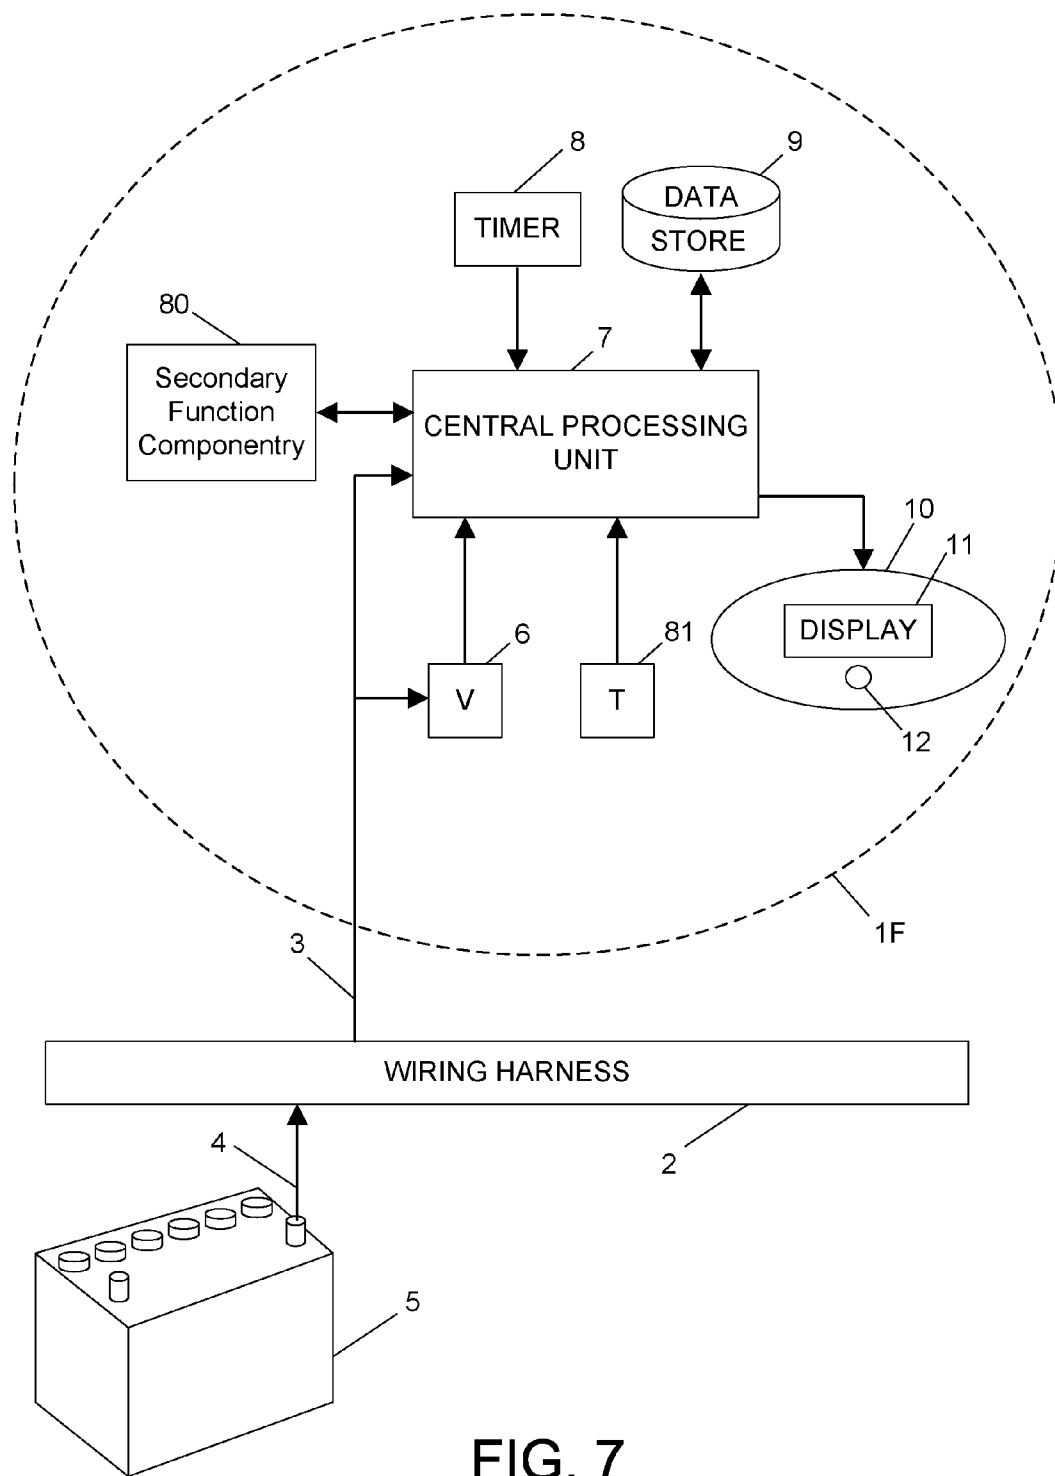 8
9
TIMER
DATA
STORE
80
7
Secondary
Function
Componentry
CENTRAL PROCESSING
UNIT
10
11
DISPLAY
6
81
V
T
12
1F
3
WIRING HARNESS
4
2
5
FIG. 7